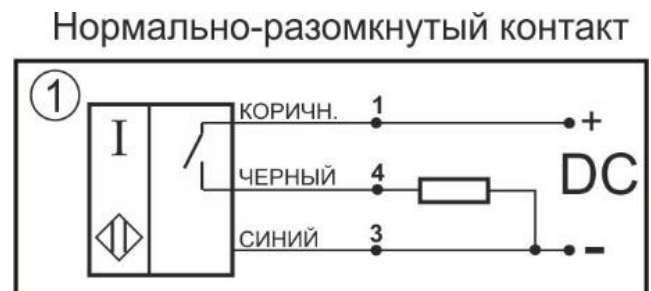 Нормально-разомкнутый контакт
1
I
КОРИЧН. 1 +
ЧЕРНЫЙ 4 DC
СИНИЙ 3 -